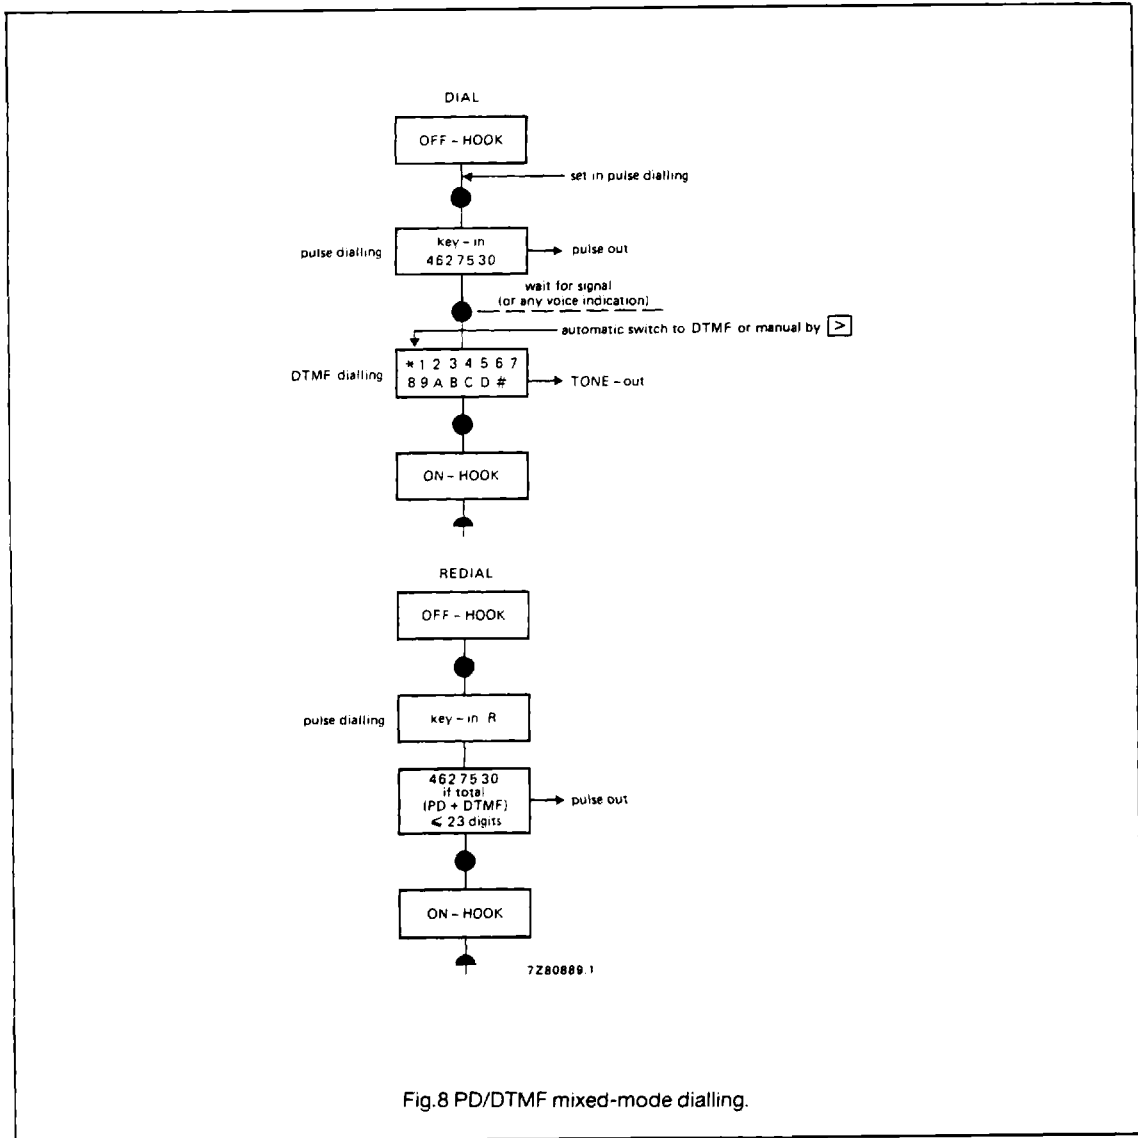 DIAL
OFF - HOOK
set in pulse dialling
pulse dialling
key - in
4627530
pulse out
wait for signal
(or any voice indication)
automatic switch to DTMF or manual by >
DTMF dialling
*1 2 3 4 5 6 7
8 9 A B C D #
TONE - out
ON - HOOK
REDIAL
OFF - HOOK
pulse dialling
key - in R
4627530
if total
(PD + DTMF)
⩽ 23 digits
pulse out
ON - HOOK
7Z80889.1
Fig.8 PD/DTMF mixed-mode dialling.